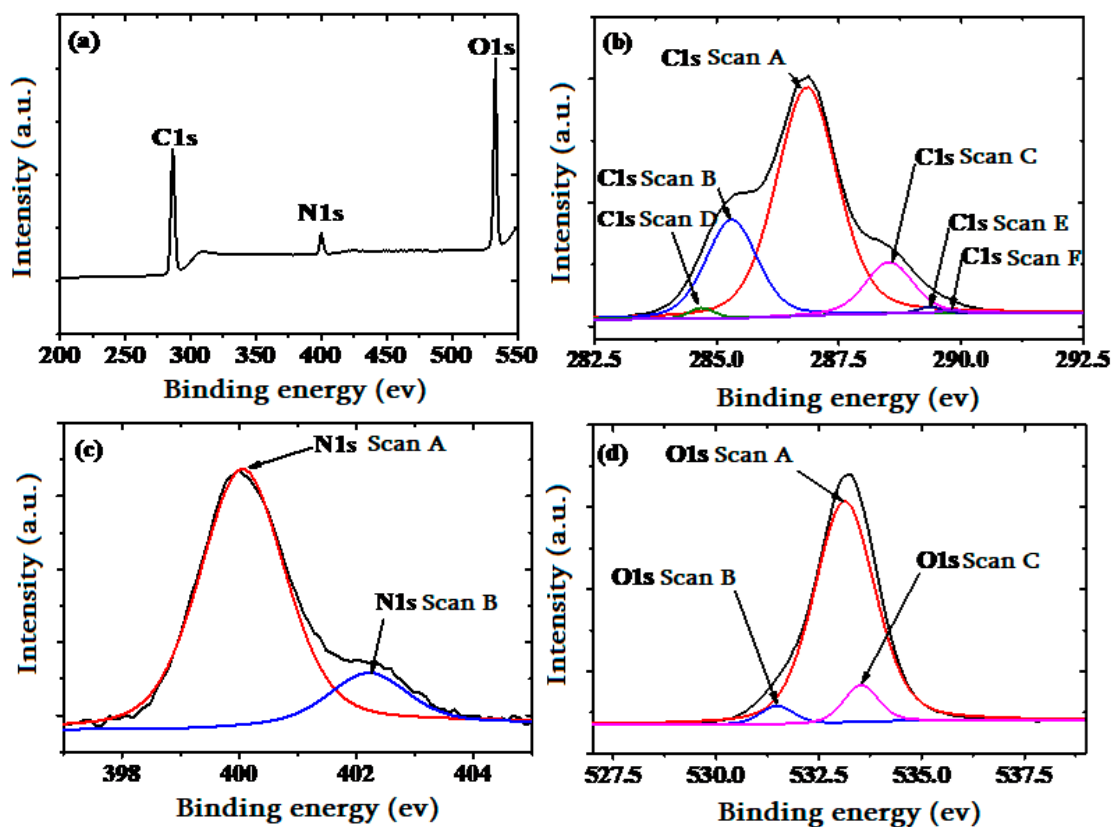 (a)
O1s
C1s
N1s
Intensity (a.u.)
200 250 300 350 400 450 500 550
Binding energy (ev)
(b)
C1s Scan A
C1s Scan B
C1s Scan C
C1s Scan D
C1s Scan E
C1s Scan F
Intensity (a.u.)
282.5 285.0 287.5 290.0 292.5
Binding energy (ev)
(c)
N1s Scan A
N1s Scan B
Intensity (a.u.)
398 400 402 404
Binding energy (ev)
(d)
O1s Scan A
O1s Scan B
O1s Scan C
Intensity (a.u.)
527.5 530.0 532.5 535.0 537.5
Binding energy (ev)